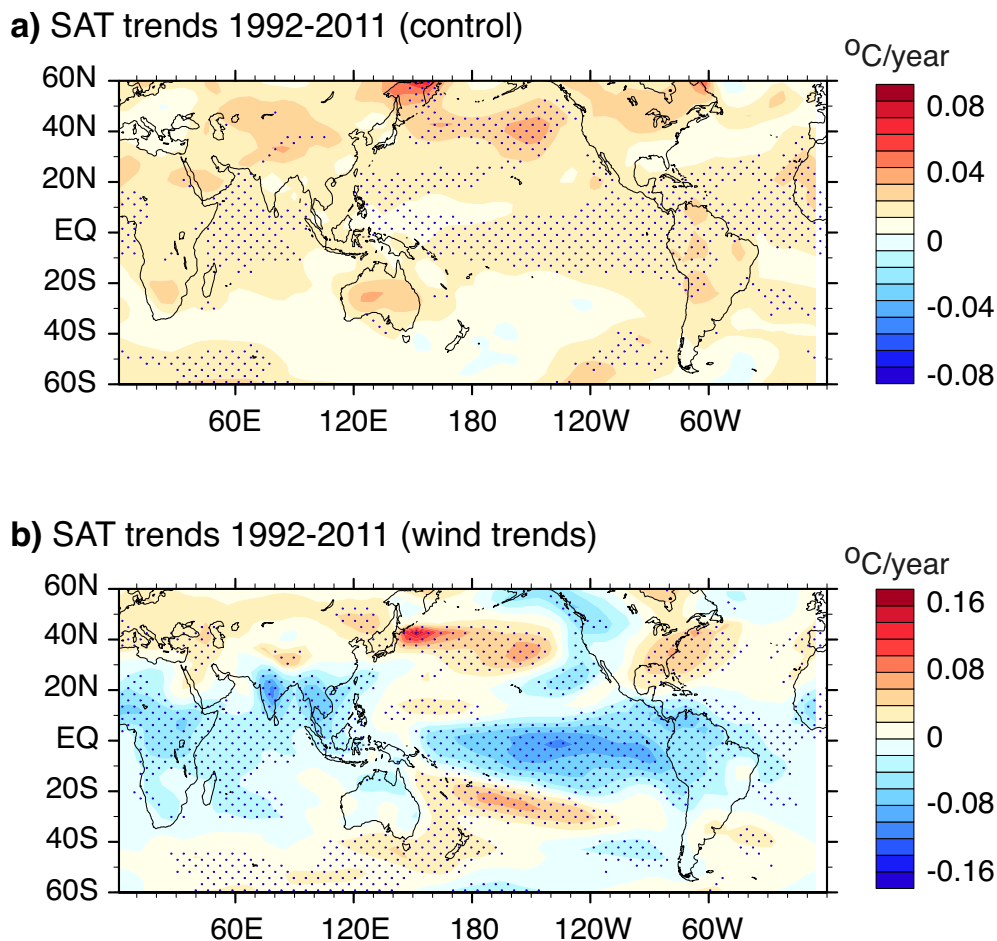 a) SAT trends 1992-2011 (control)
oC/year
60N
40N
20N
EQ
20S
40S
60S
60E 120E 180 120W 60W
0.08
0.04
0
-0.04
-0.08
b) SAT trends 1992-2011 (wind trends)
oC/year
60N
40N
20N
EQ
20S
40S
60S
60E 120E 180 120W 60W
0.16
0.08
0
-0.08
-0.16